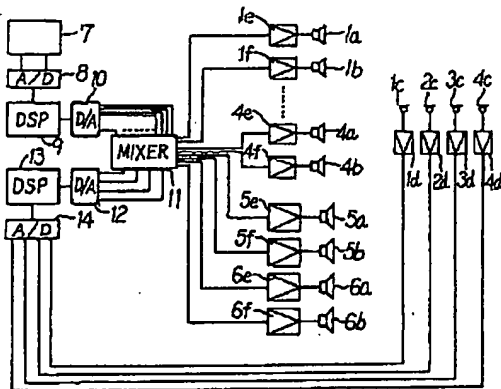 7
A/D
8
10
DSP
9
D/A
MIXER
11
13
DSP
D/A
12
14
A/D
1e
1a
1f
1b
4e
4a
4f
4b
5e
5a
5f
5b
6e
6a
6f
6b
1c
2c
3c
4c
1d
2d
3d
4d